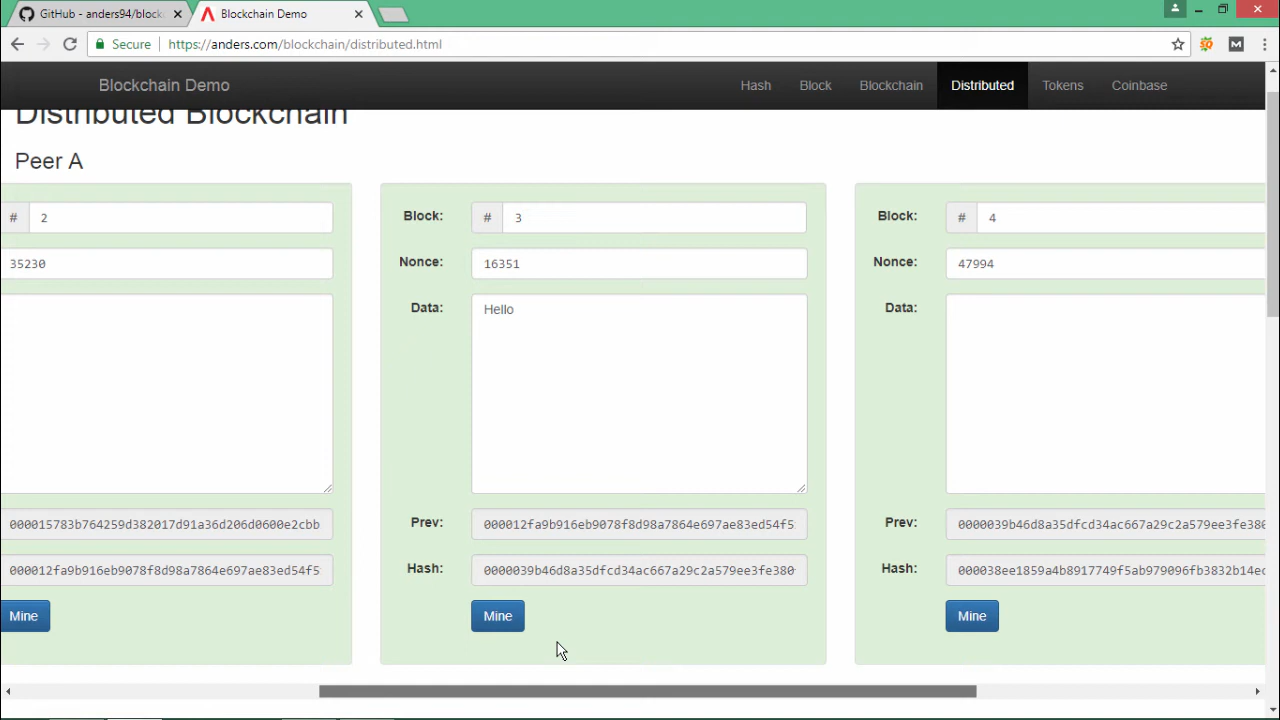 GitHub - anders94/block
Blockchain Demo
Secure https://anders.com/blockchain/distributed.html
Blockchain Demo Hash Block Blockchain Distributed Tokens Coinbase
Distributed Blockchain
Peer A
# 2
35230
000015783b764259d382017d91a36d206d0600e2cbb
000012fa9b916eb9078f8d98a7864e697ae83ed54f5
Mine
Block: # 3
Nonce: 16351
Data: Hello
Prev: 000012fa9b916eb9078f8d98a7864e697ae83ed54f5
Hash: 0000039b46d8a35dfcd34ac667a29c2a579ee3fe380
Mine
Block: # 4
Nonce: 47994
Data:
Prev: 0000039b46d8a35dfcd34ac667a29c2a579ee3fe380
Hash: 000038ee1859a4b8917749f5ab979096fb3832b14ec
Mine